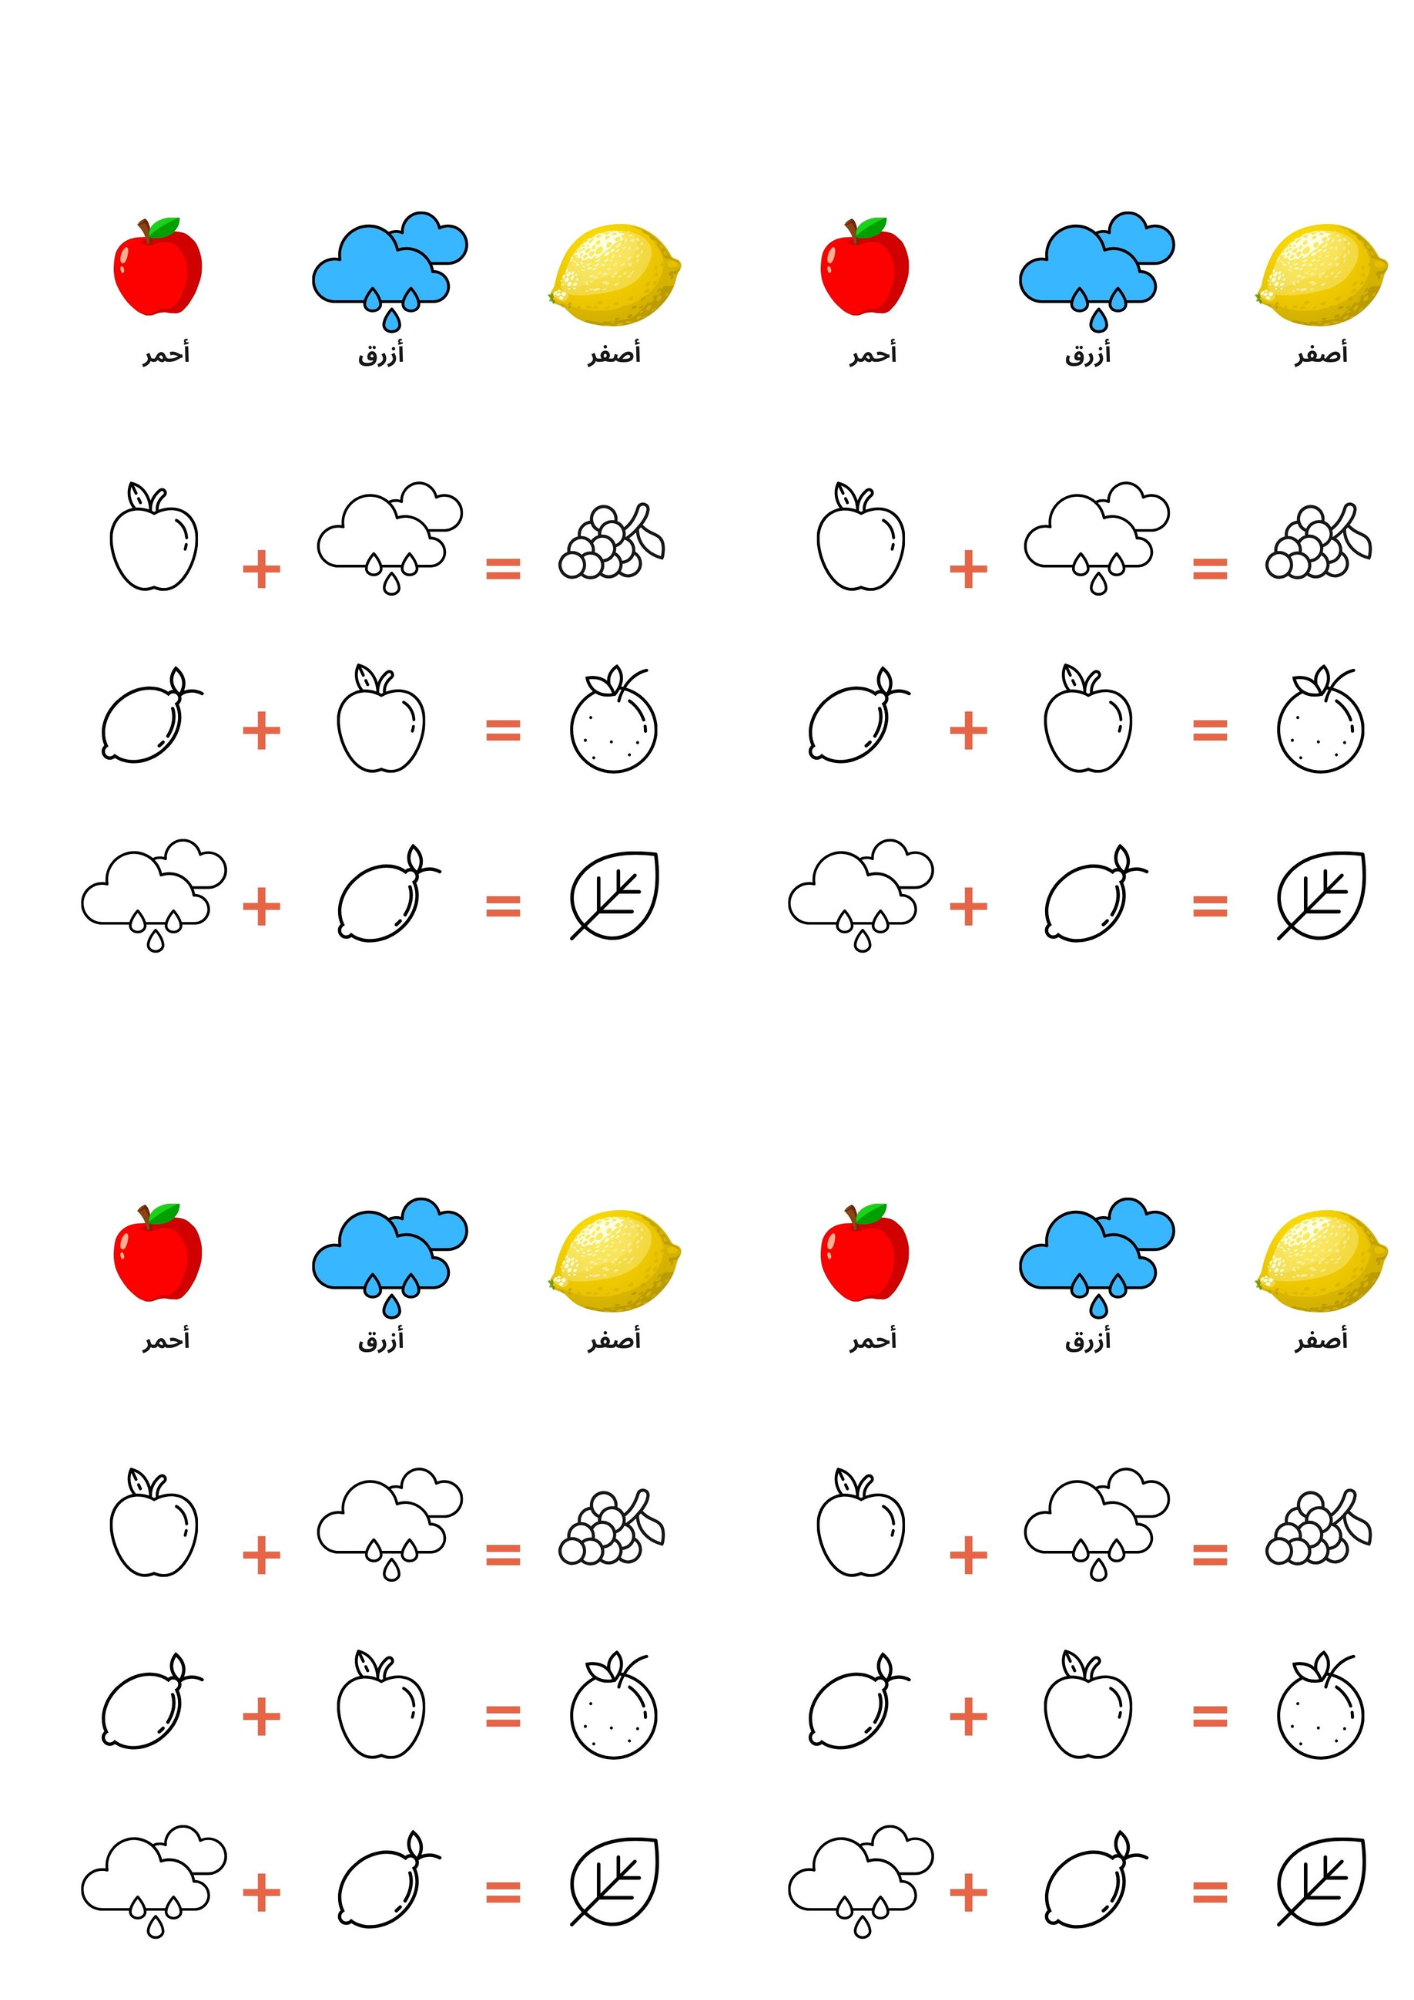 أحمر أزرق أصفر أحمر أزرق أصفر
+ = + =
+ = + =
+ = + =
أحمر أزرق أصفر أحمر أزرق أصفر
+ = + =
+ = + =
+ = + =